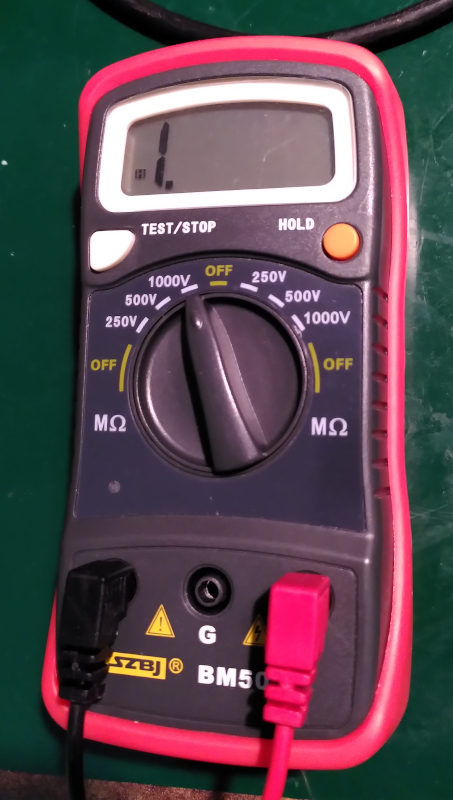 H 1.
TEST/STOP HOLD
OFF
1000V 250V
500V 500V
250V 1000V
OFF OFF
MΩ MΩ
G
SZBJ® BM50